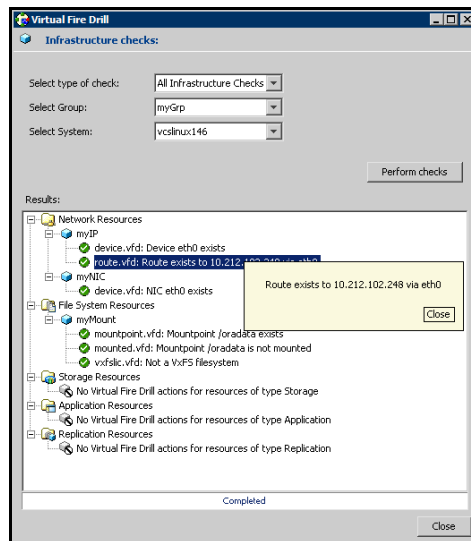 Virtual Fire Drill
Infrastructure checks:
Select type of check: All Infrastructure Checks
Select Group: myGrp
Select System: vcslinux146
Perform checks
Results:
Network Resources
myIP
device.vfd: Device eth0 exists
route.vfd: Route exists to 10.212.102.248 via eth0
Route exists to 10.212.102.248 via eth0
Close
myNIC
device.vfd: NIC eth0 exists
File System Resources
myMount
mountpoint.vfd: Mountpoint /oradata exists
mounted.vfd: Mountpoint /oradata is not mounted
vxfslic.vfd: Not a VxFS filesystem
Storage Resources
No Virtual Fire Drill actions for resources of type Storage
Application Resources
No Virtual Fire Drill actions for resources of type Application
Replication Resources
No Virtual Fire Drill actions for resources of type Replication
Completed
Close